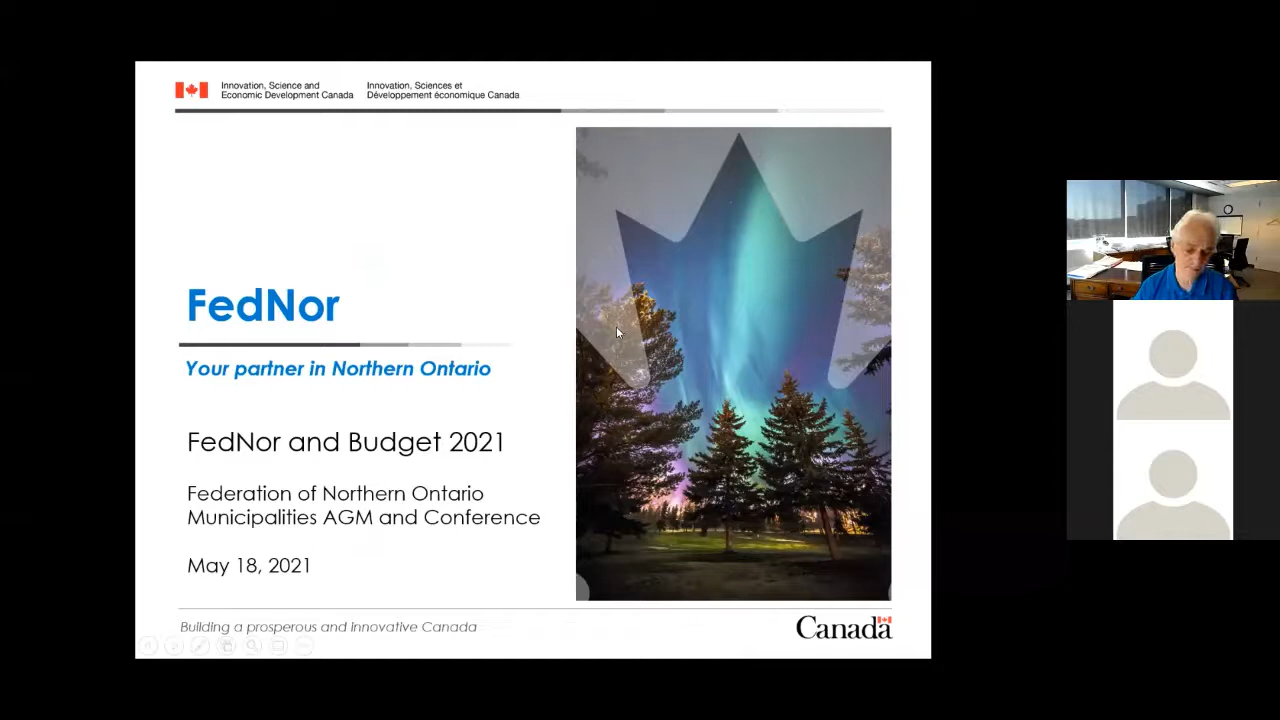 Innovation, Science and
Economic Development Canada
Innovation, Sciences et
Développement économique Canada
FedNor
Your partner in Northern Ontario
FedNor and Budget 2021
Federation of Northern Ontario
Municipalities AGM and Conference
May 18, 2021
Building a prosperous and innovative Canada
Canada